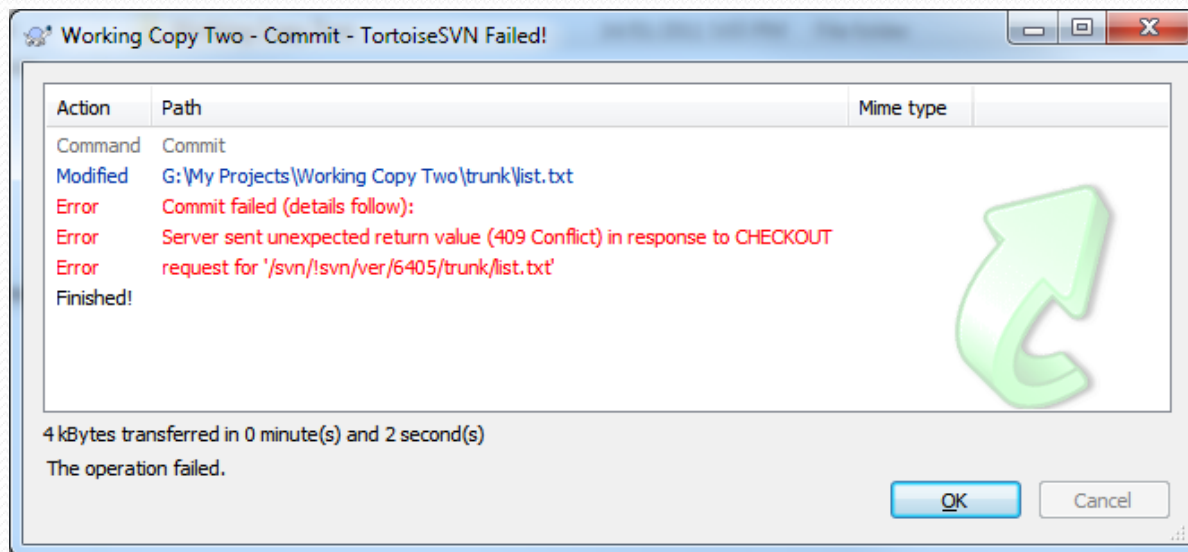 Working Copy Two - Commit - TortoiseSVN Failed!
Action Path Mime type
Command Commit
Modified G:\My Projects\Working Copy Two\trunk\list.txt
Error Commit failed (details follow):
Error Server sent unexpected return value (409 Conflict) in response to CHECKOUT
Error request for '/svn/!svn/ver/6405/trunk/list.txt'
Finished!
4 kBytes transferred in 0 minute(s) and 2 second(s)
The operation failed.
OK Cancel